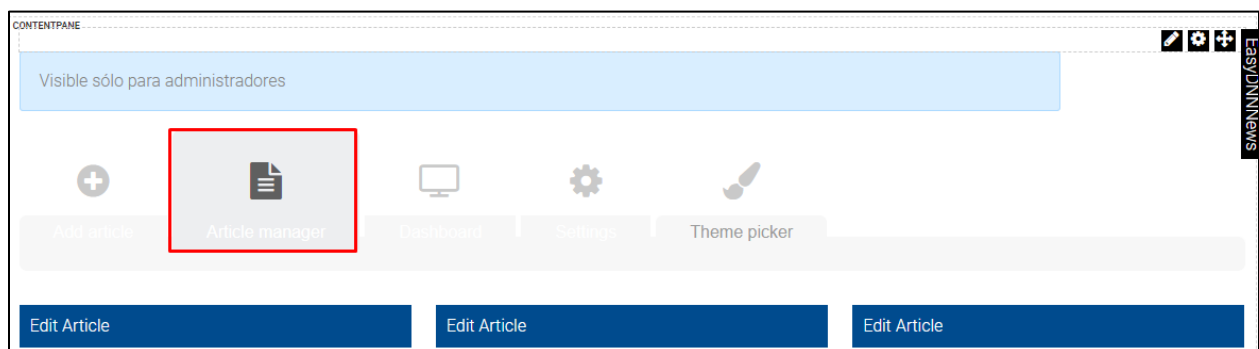 CONTENTPANE
EasyDNNNews
Visible sólo para administradores
Add article Article manager Dashboard Settings Theme picker
Edit Article Edit Article Edit Article